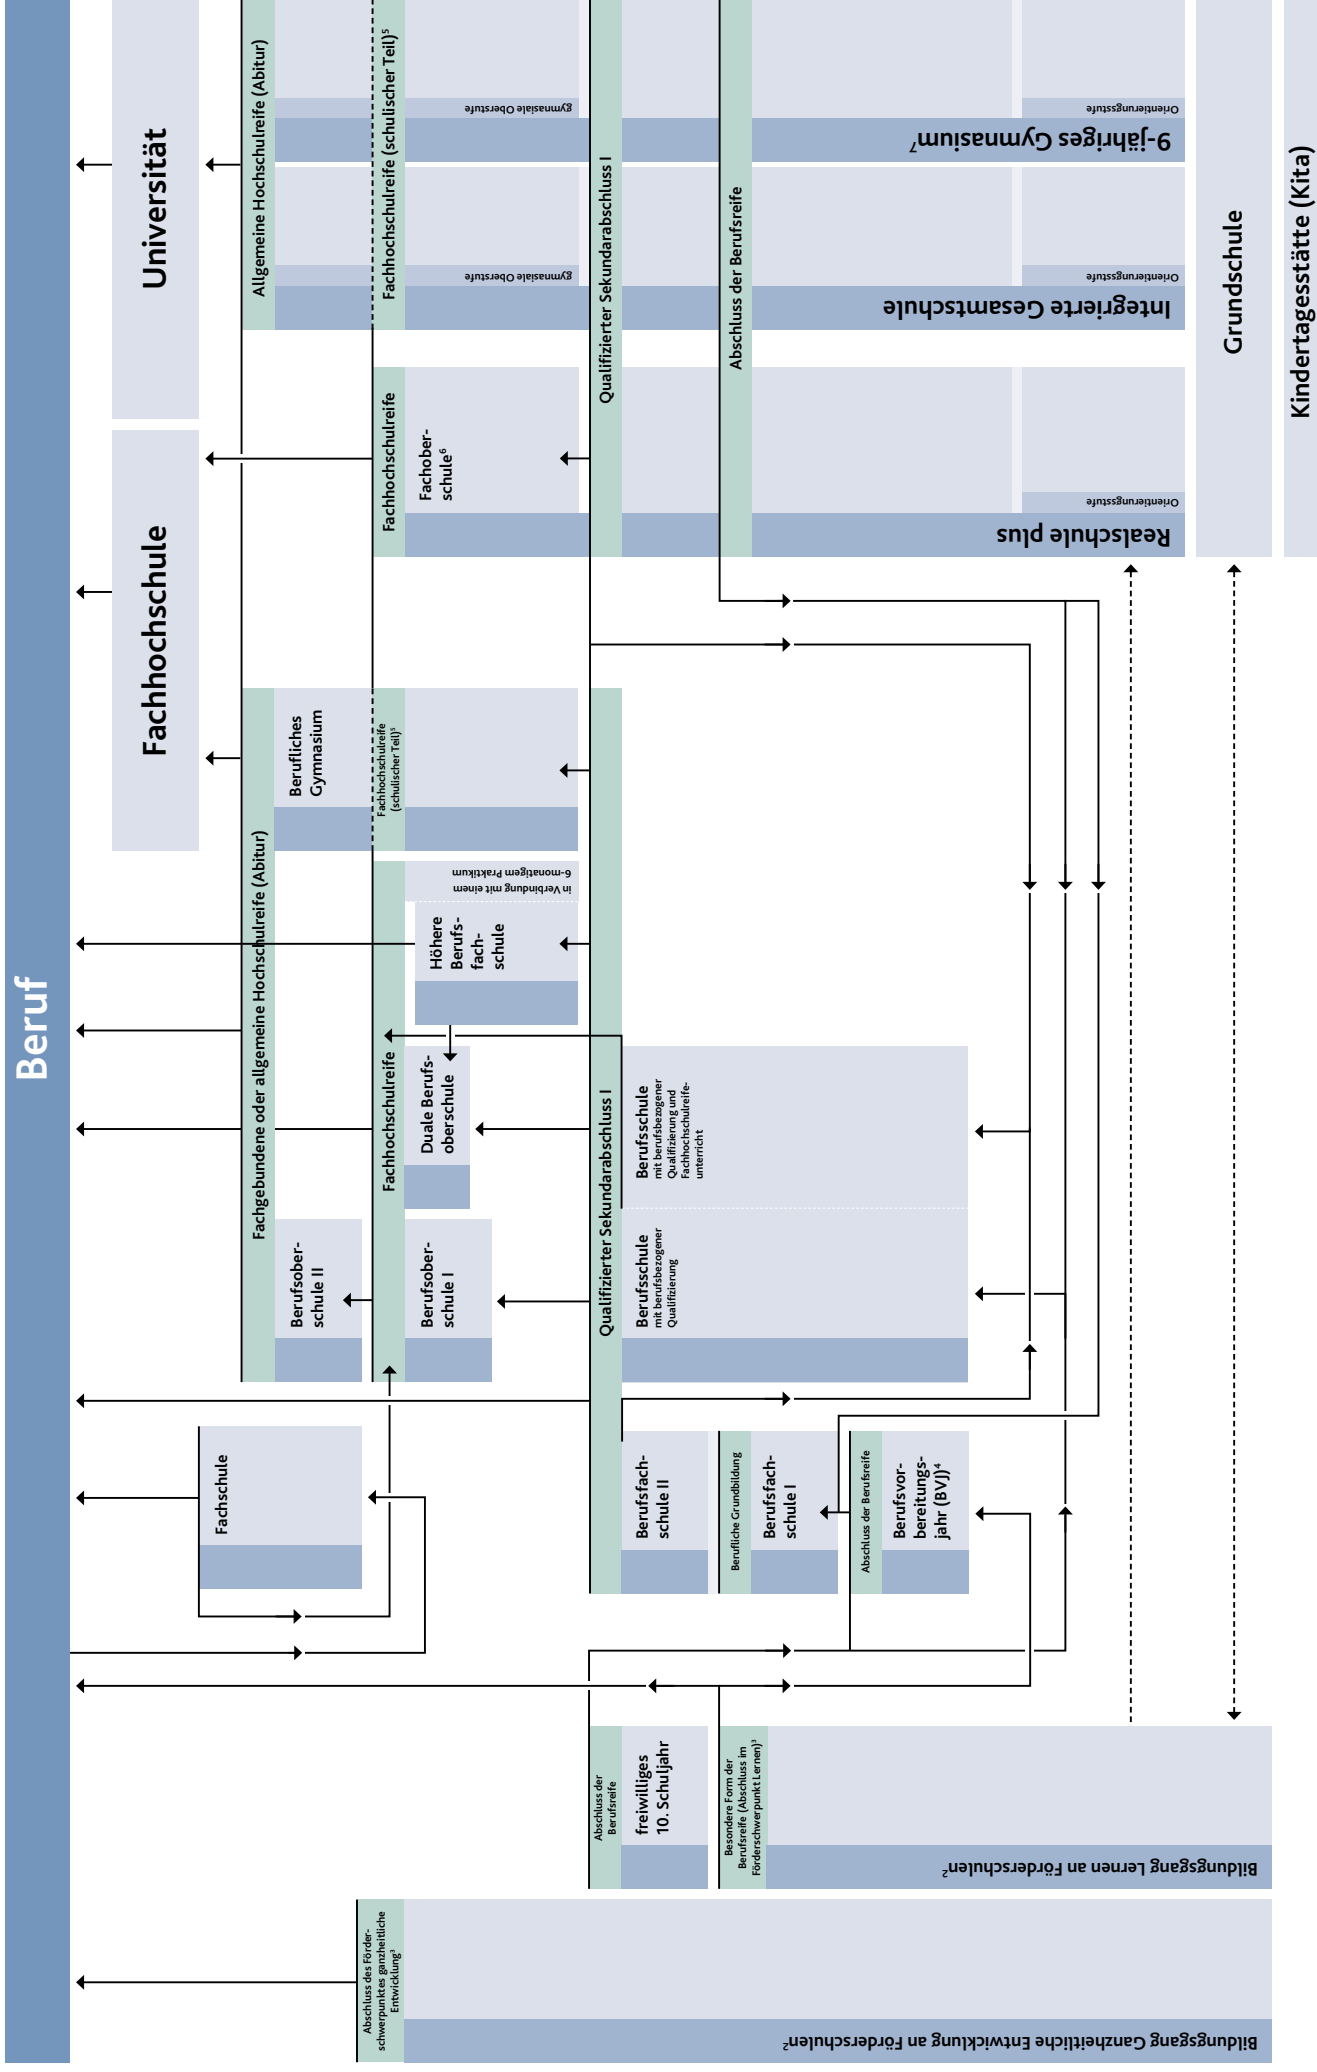 Beruf
Universität
Fachhochschule
Allgemeine Hochschulreife (Abitur)
Fachhochschulreife (schulischer Teil)⁵
gymnasiale Oberstufe
gymnasiale Oberstufe
Qualifizierter Sekundarabschluss I
Abschluss der Berufsreife
Orientierungsstufe
9-jähriges Gymnasium⁷
Orientierungsstufe
Integrierte Gesamtschule
Fachhochschulreife
Fachober-
schule⁶
Orientierungsstufe
Realschule plus
Grundschule
Kindertagesstätte (Kita)
Fachgebundene oder allgemeine Hochschulreife (Abitur)
Berufliches
Gymnasium
Fachhochschulreife
(schulischer Teil)⁵
in Verbindung mit einem
6-monatigem Praktikum
Höhere
Berufs-
fach-
schule
Fachhochschulreife
Duale Berufs-
oberschule
Berufsober-
schule II
Berufsober-
schule I
Qualifizierter Sekundarabschluss I
Berufsschule
mit berufsbezogener
Qualifizierung und
Fachhochschulreife-
unterricht
Berufsschule
mit berufsbezogener
Qualifizierung
Fachschule
Berufsfach-
schule II
Berufliche Grundbildung
Berufsfach-
schule I
Abschluss der Berufsreife
Berufsvor-
bereitungs-
jahr (BVJ)⁴
Abschluss der
Berufsreife
freiwilliges
10. Schuljahr
Besondere Form der
Berufsreife (Abschluss im
Förderschwerpunkt Lernen)³
Bildungsgang Lernen an Förderschulen²
Abschluss des Förder-
schwerpunktes ganzheitliche
Entwicklung³
Bildungsgang Ganzheitliche Entwicklung an Förderschulen²